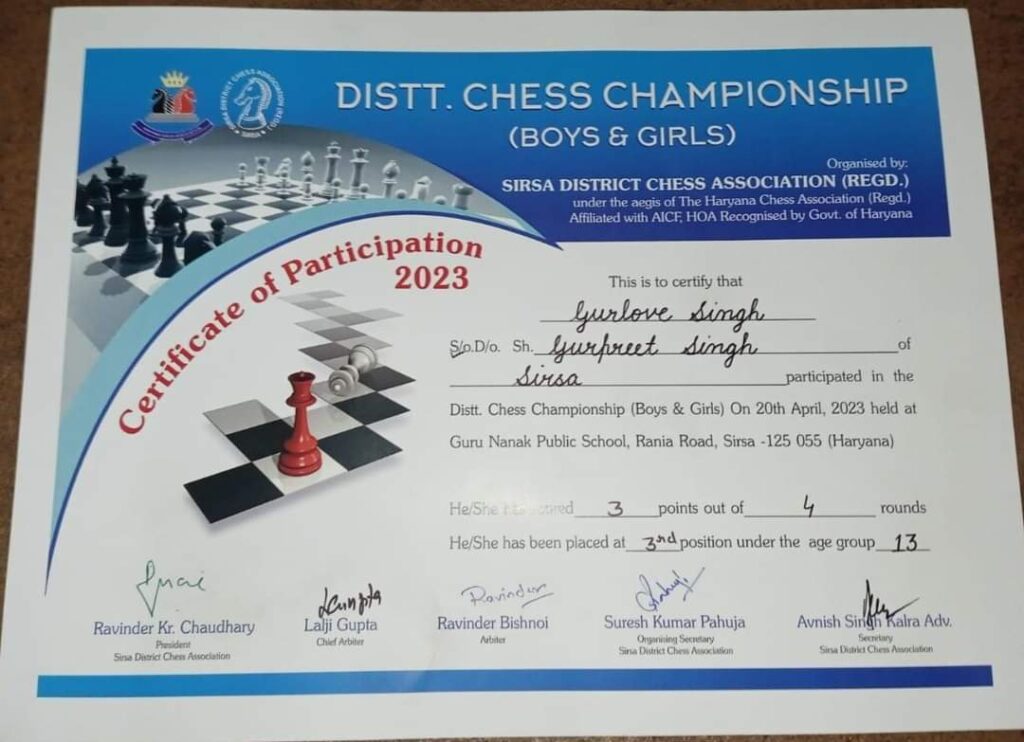 SIRSA DISTRICT CHESS ASSOCIATION (REGD.)
DISTT. CHESS CHAMPIONSHIP
(BOYS & GIRLS)
Organised by:
SIRSA DISTRICT CHESS ASSOCIATION (REGD.)
under the aegis of The Haryana Chess Association (Regd.)
Affiliated with AICF, HOA Recognised by Govt. of Haryana
Certificate of Participation
2023
This is to certify that
Gurlove Singh
S/o.D/o. Sh. Gurpreet Singh of
Sirsa participated in the
Distt. Chess Championship (Boys & Girls) On 20th April, 2023 held at
Guru Nanak Public School, Rania Road, Sirsa -125 055 (Haryana)
He/She 3 points out of 4 rounds
He/She has been placed at 3nd position under the age group 13
Ravinder
Ravinder Kr. Chaudhary Lalji Gupta Ravinder Bishnoi Suresh Kumar Pahuja Avnish Singh Kalra Adv.
President Chief Arbiter Arbiter Organising Secretary Secretary
Sirsa District Chess Association Sirsa District Chess Association Sirsa District Chess Association